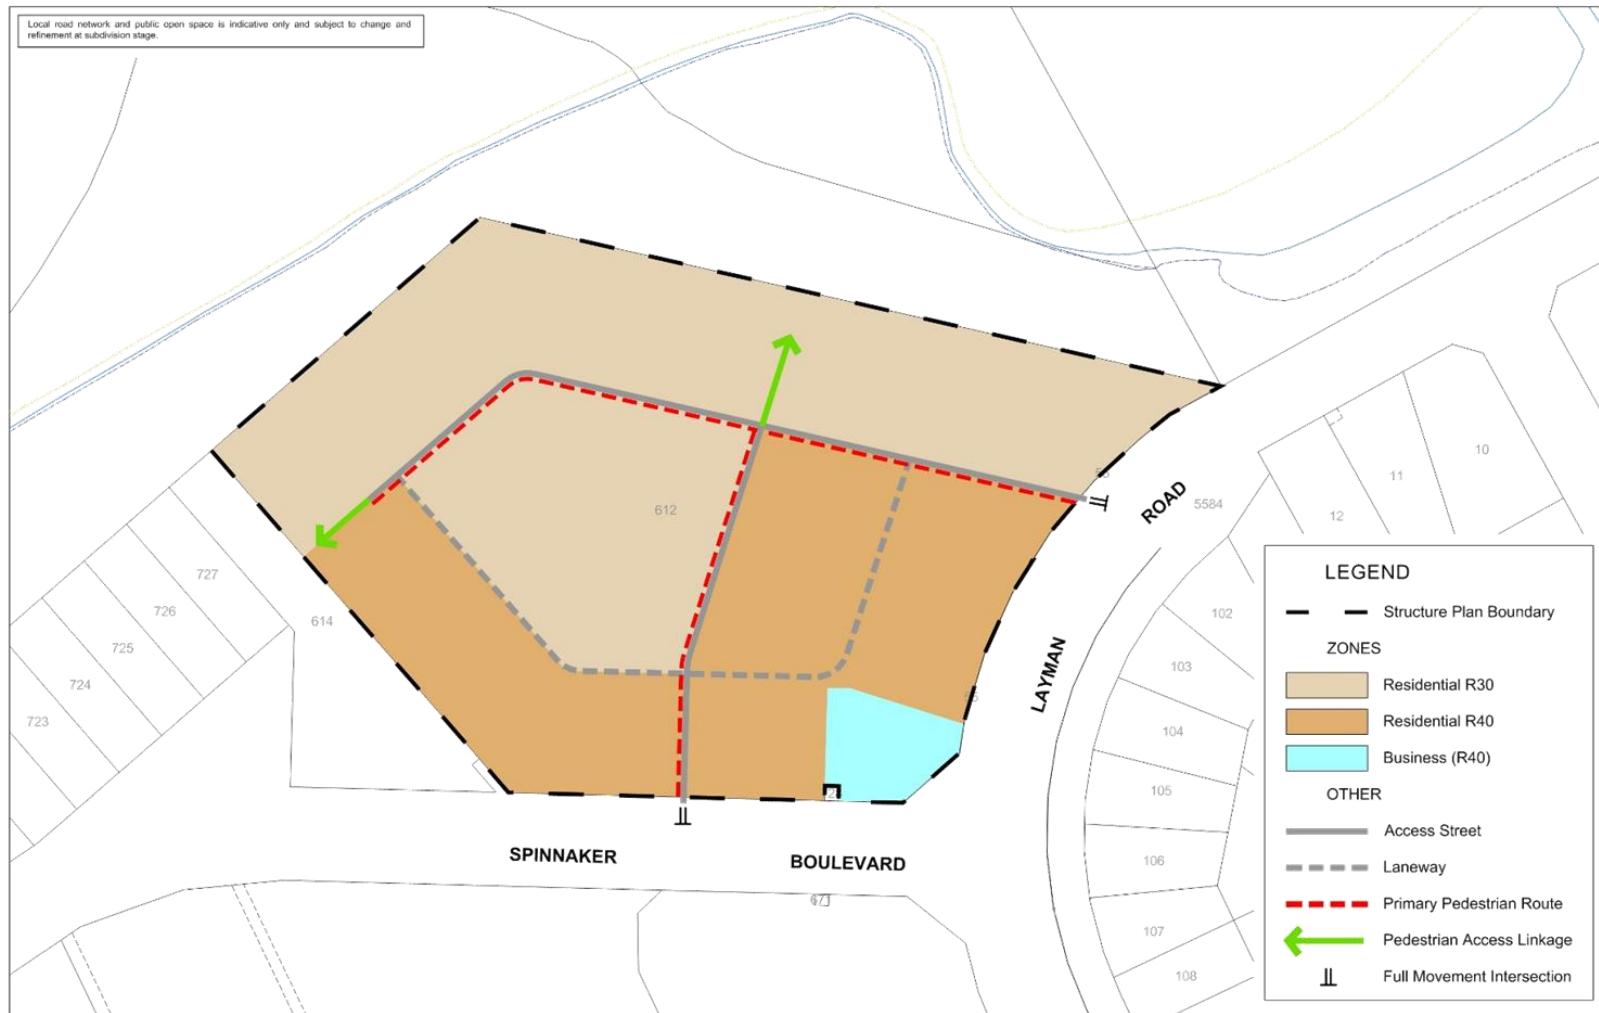 Local road network and public open space is indicative only and subject to change and
refinement at subdivision stage.
10
11
12
5584
ROAD
612
727
726
725
724
723
614
102
103
104
105
106
107
108
LAYMAN
SPINNAKER
BOULEVARD
LEGEND
Structure Plan Boundary
ZONES
Residential R30
Residential R40
Business (R40)
OTHER
Access Street
Laneway
Primary Pedestrian Route
Pedestrian Access Linkage
Full Movement Intersection